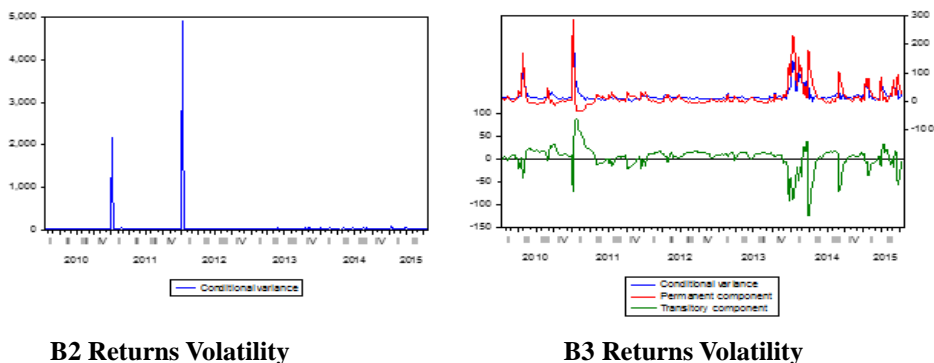 5,000
4,000
3,000
2,000
1,000
0
I II III IV I II III IV I II III IV I II III IV I II III IV I II III
2010 2011 2012 2013 2014 2015
Conditional variance
300
200
100
0
-100
100
50
0
-50
-100
-150
I II III IV I II III IV I II III IV I II III IV I II III IV I II III
2010 2011 2012 2013 2014 2015
Conditional variance
Permanent component
Transitory component
B2 Returns Volatility
B3 Returns Volatility